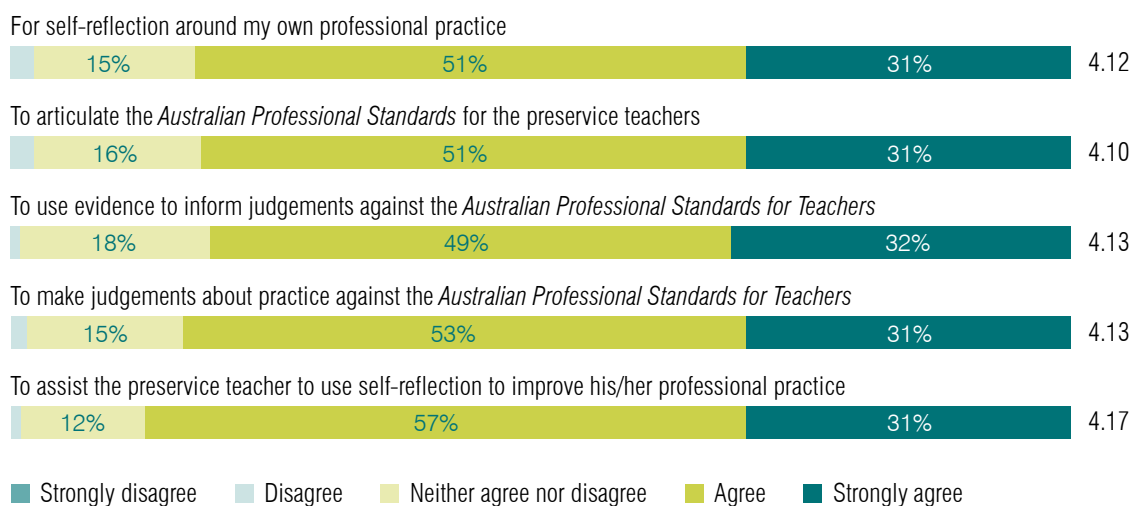 For self-reflection around my own professional practice
15% 51% 31% 4.12
To articulate the Australian Professional Standards for the preservice teachers
16% 51% 31% 4.10
To use evidence to inform judgements against the Australian Professional Standards for Teachers
18% 49% 32% 4.13
To make judgements about practice against the Australian Professional Standards for Teachers
15% 53% 31% 4.13
To assist the preservice teacher to use self-reflection to improve his/her professional practice
12% 57% 31% 4.17
Strongly disagree Disagree Neither agree nor disagree Agree Strongly agree